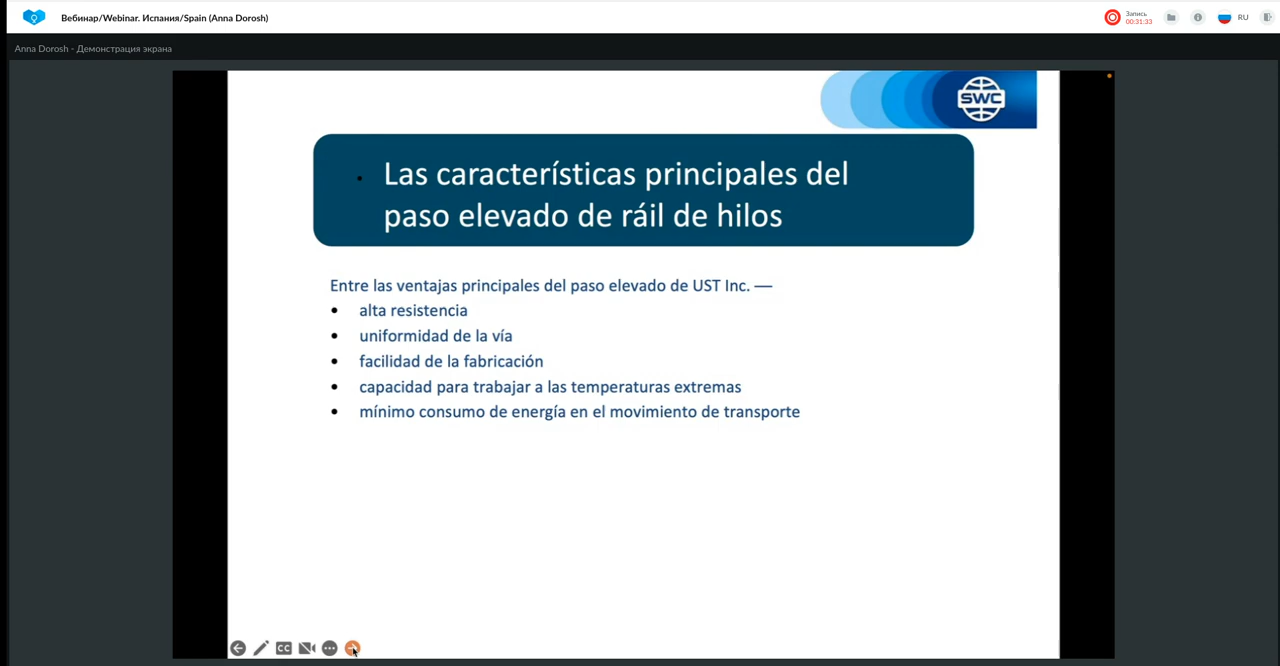 Вебинар/Webinar. Испания/Spain (Anna Dorosh)
Запись
00:31:33
RU
Anna Dorosh - Демонстрация экрана
SWC
Las características principales del
paso elevado de ráil de hilos
Entre las ventajas principales del paso elevado de UST Inc. —
alta resistencia
uniformidad de la vía
facilidad de la fabricación
capacidad para trabajar a las temperaturas extremas
mínimo consumo de energía en el movimiento de transporte
CC